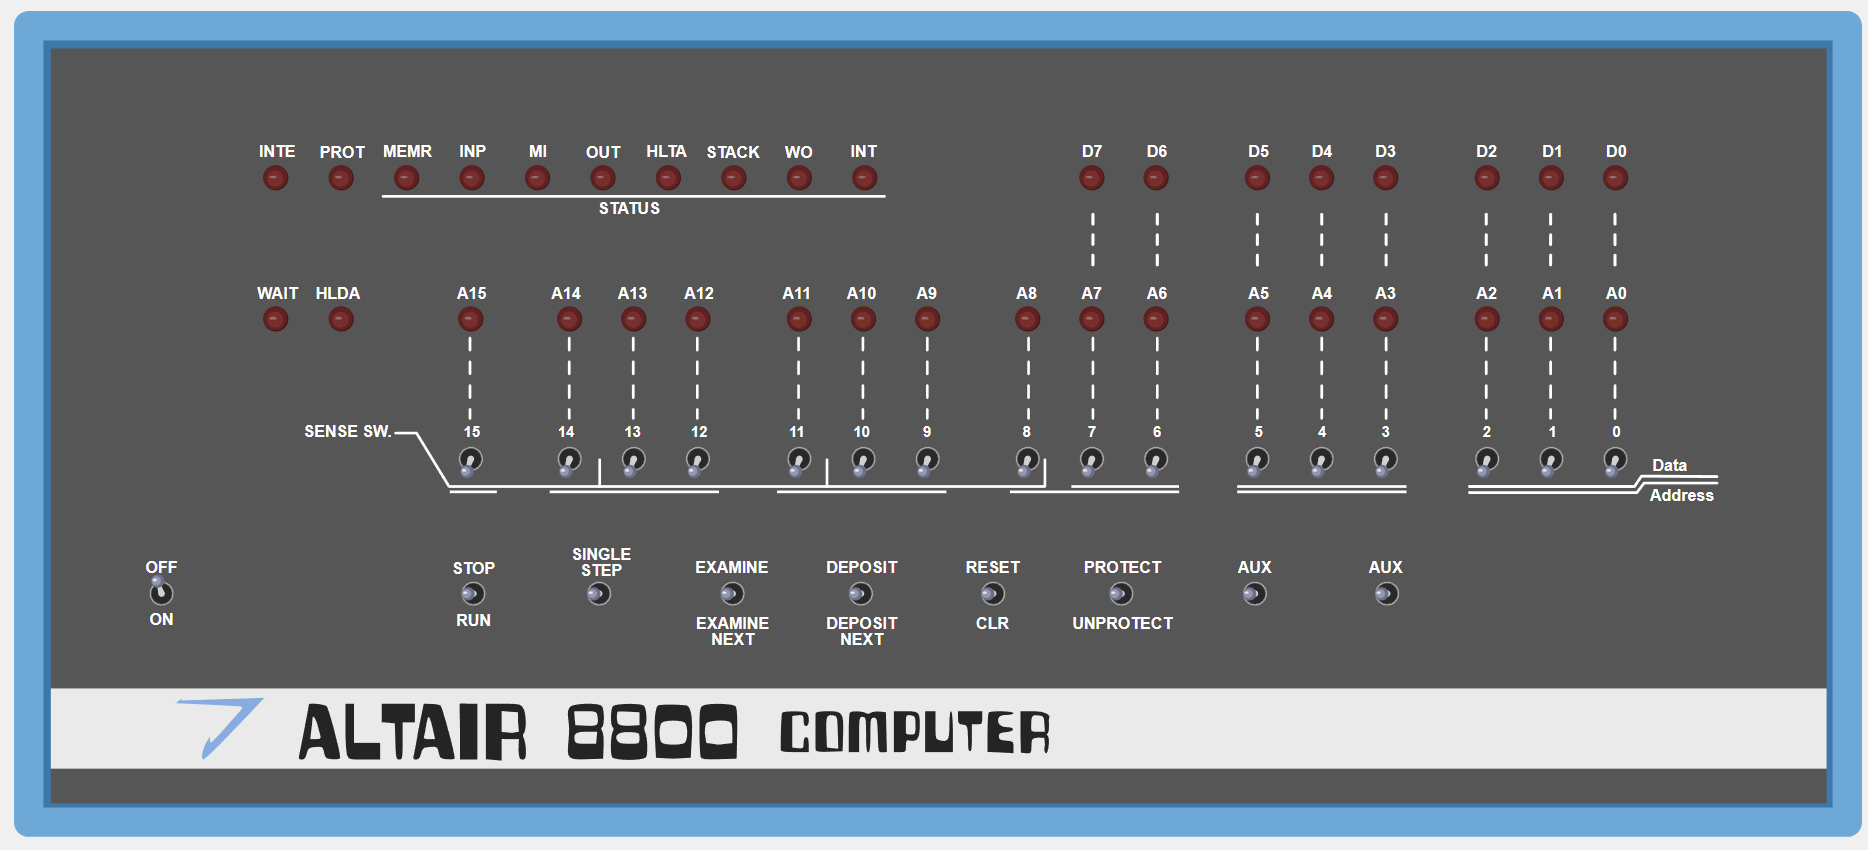 INTE PROT MEMR INP MI OUT HLTA STACK WO INT D7 D6 D5 D4 D3 D2 D1 D0
STATUS
WAIT HLDA A15 A14 A13 A12 A11 A10 A9 A8 A7 A6 A5 A4 A3 A2 A1 A0
SENSE SW. 15 14 13 12 11 10 9 8 7 6 5 4 3 2 1 0
Data
Address
OFF STOP SINGLE STEP EXAMINE DEPOSIT RESET PROTECT AUX AUX
ON RUN EXAMINE NEXT DEPOSIT NEXT CLR UNPROTECT
ALTAIR 8800 COMPUTER